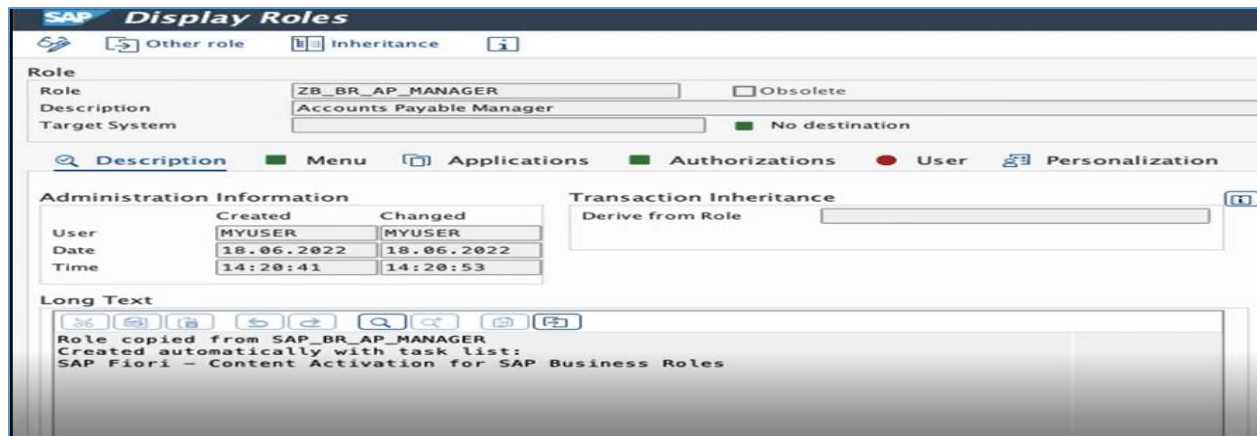 SAP Display Roles
Other role Inheritance
Role
Role ZB_BR_AP_MANAGER Obsolete
Description Accounts Payable Manager
Target System No destination
Description Menu Applications Authorizations User Personalization
Administration Information Transaction Inheritance
Created Changed Derive from Role
User MYUSER MYUSER
Date 18.06.2022 18.06.2022
Time 14:20:41 14:20:53
Long Text
Role copied from SAP_BR_AP_MANAGER
Created automatically with task list:
SAP Fiori - Content Activation for SAP Business Roles